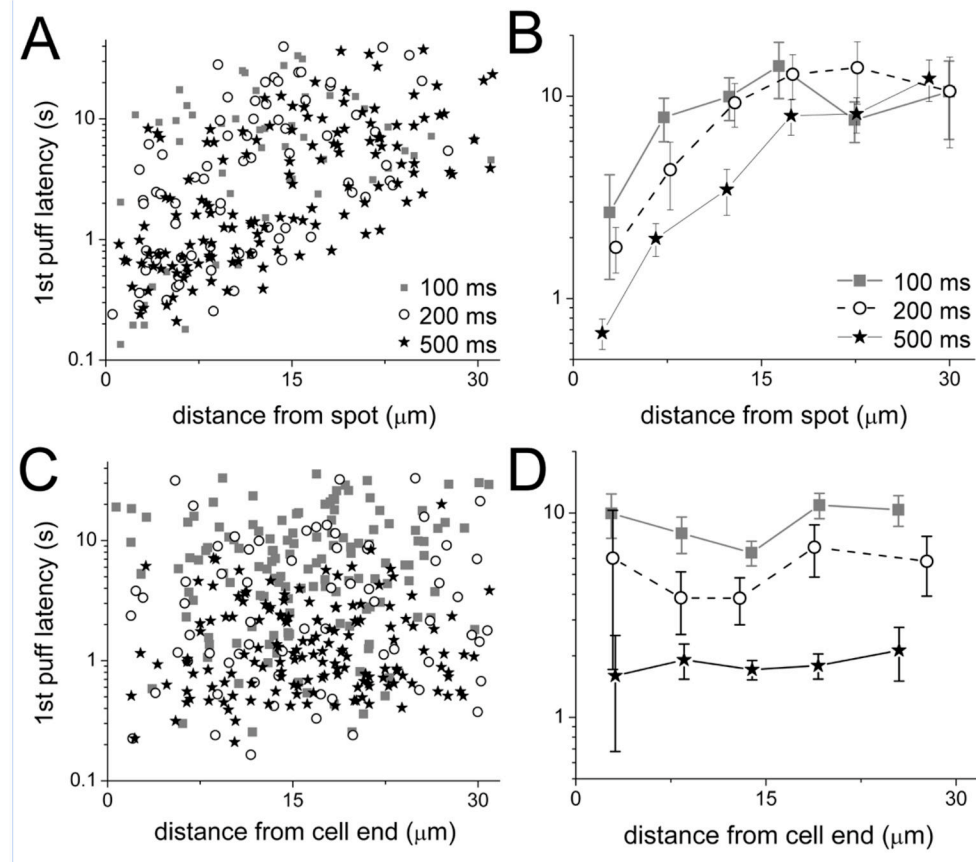 A
B
1st puff latency (s)
10
1
0.1
0
15
30
distance from spot (μm)
100 ms
200 ms
500 ms
10
1
0
15
30
distance from spot (μm)
100 ms
200 ms
500 ms
C
D
1st puff latency (s)
10
1
0.1
0
15
30
distance from cell end (μm)
10
1
0
15
30
distance from cell end (μm)